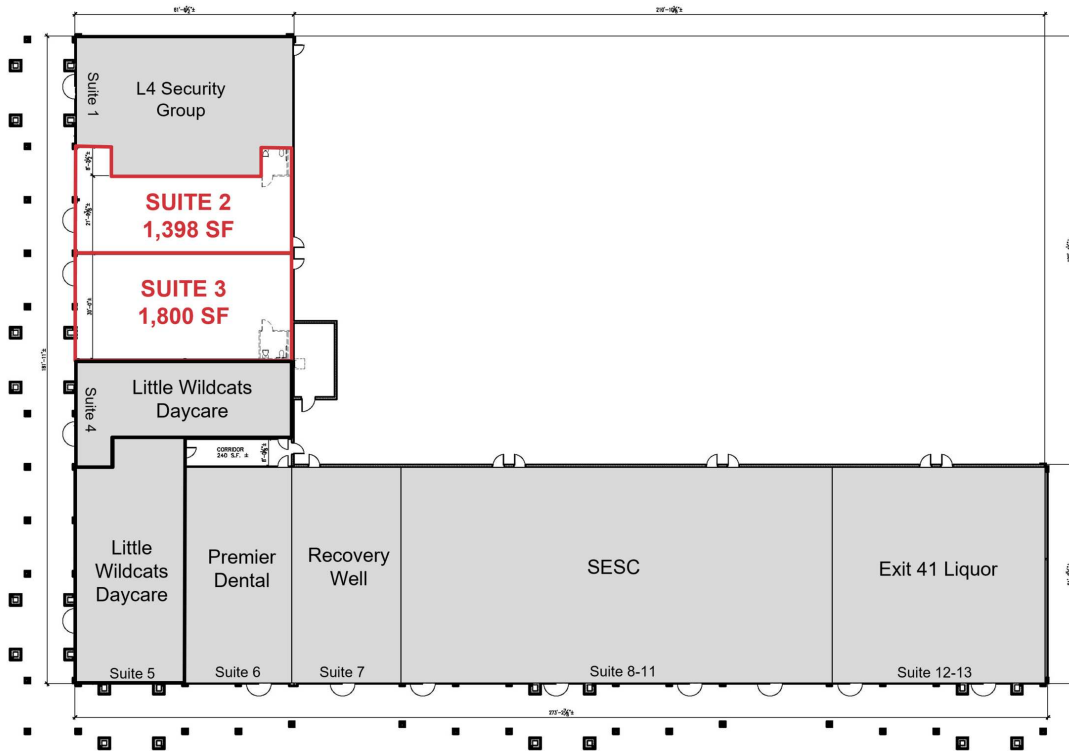 L4 Security
Group
Suite 1
SUITE 2
1,398 SF
SUITE 3
1,800 SF
Little Wildcats
Daycare
Suite 4
CORRIDOR
240 S.F. ±
Little
Wildcats
Daycare
Suite 5
Premier
Dental
Suite 6
Recovery
Well
Suite 7
SESC
Suite 8-11
Exit 41 Liquor
Suite 12-13